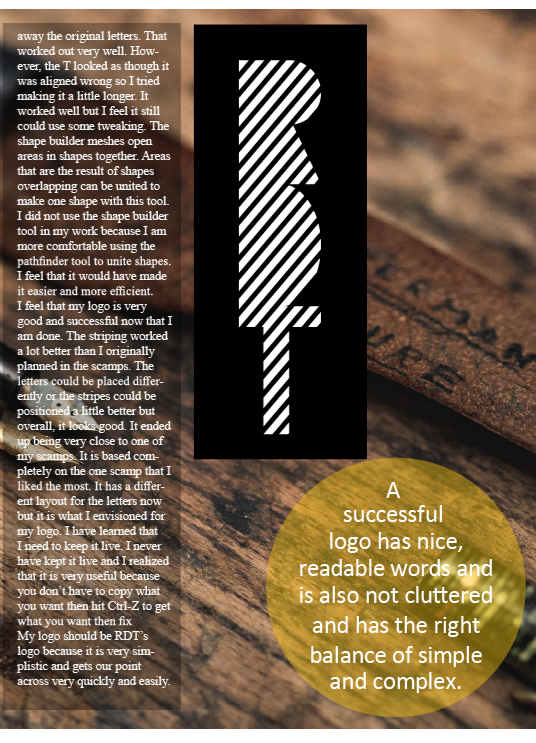 away the original letters. That
worked out very well. How-
ever, the T looked as though it
was aligned wrong so I tried
making it a little longer. It
worked well but I feel it still
could use some tweaking. The
shape builder meshes open
areas in shapes together. Areas
that are the result of shapes
overlapping can be united to
make one shape with this tool.
I did not use the shape builder
tool in my work because I am
more comfortable using the
pathfinder tool to unite shapes.
I feel that it would have made
it easier and more efficient.
I feel that my logo is very
good and successful now that I
am done. The striping worked
a lot better than I originally
planned in the scamps. The
letters could be placed differ-
ently or the stripes could be
positioned a little better but
overall, it looks good. It ended
up being very close to one of
my scamps. It is based com-
pletely on the one scamp that I
liked the most. It has a differ-
ent layout for the letters now
but it is what I envisioned for
my logo. I have learned that
I need to keep it live. I never
have kept it live and I realized
that it is very useful because
you don't have to copy what
you want then hit Ctrl-Z to get
what you want then fix
My logo should be RDT's
logo because it is very sim-
plistic and gets our point
across very quickly and easily.
R
D
T
A
successful
logo has nice,
readable words and
is also not cluttered
and has the right
balance of simple
and complex.